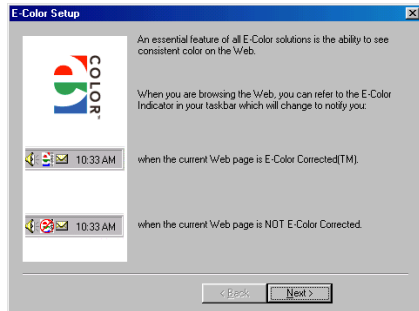 E-Color Setup
An essential feature of all E-Color solutions is the ability to see
consistent color on the Web.
COLOR
When you are browsing the Web, you can refer to the E-Color
Indicator in your taskbar which will change to notify you:
10:33 AM
when the current Web page is E-Color Corrected(TM).
10:33 AM
when the current Web page is NOT E-Color Corrected.
< Back
Next >